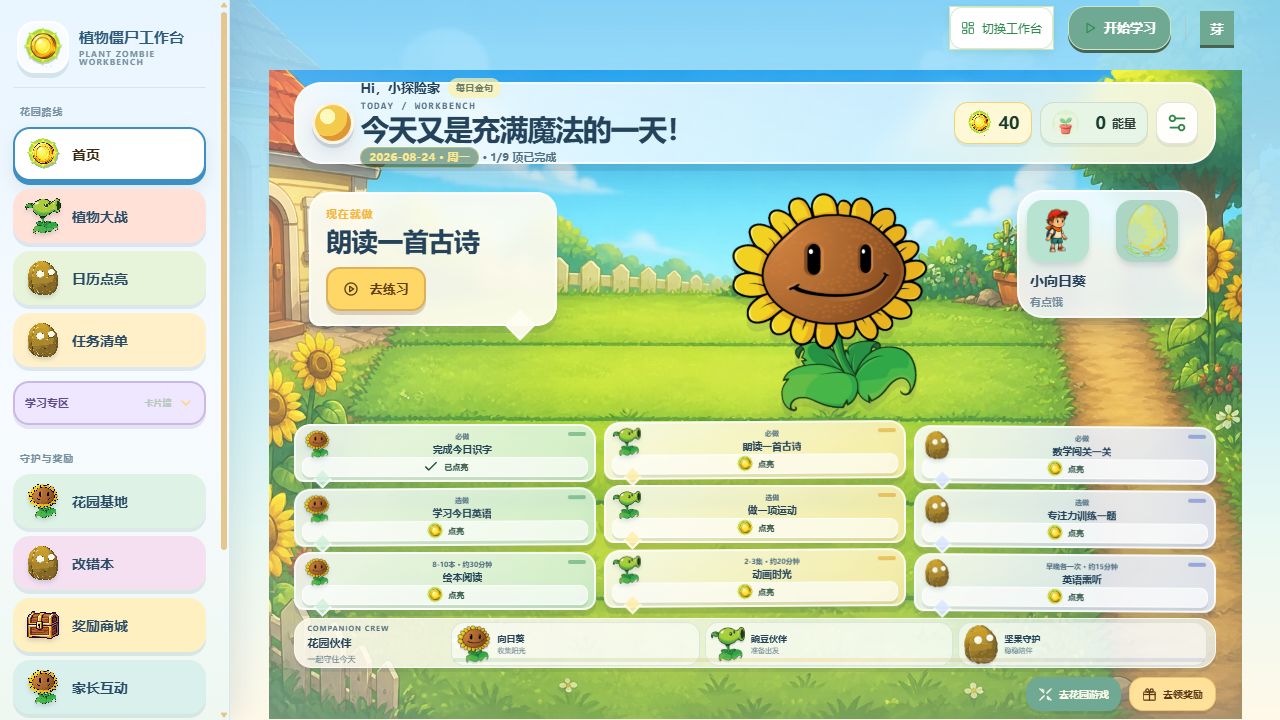 植物僵尸工作台
PLANT ZOMBIE
WORKBENCH
花园路线
首页
植物大战
日历点亮
任务清单
学习专区
卡片墙
守护与奖励
花园基地
改错本
奖励商城
家长互动
切换工作台
开始学习
芽
Hi，小探险家 每日金句
TODAY / WORKBENCH
今天又是充满魔法的一天！
2026-08-24 • 周一 • 1/9 项已完成
40
0 能量
现在就做
朗读一首古诗
去练习
小向日葵
有点饿
必做
完成今日识字
已点亮
必做
朗读一首古诗
点亮
必做
数学闯关一关
点亮
选做
学习今日英语
点亮
选做
做一项运动
点亮
选做
专注力训练一题
点亮
8-10本 • 约30分钟
绘本阅读
点亮
2-3集 • 约20分钟
动画时光
点亮
早晚各一次 • 约15分钟
英语熏听
点亮
COMPANION CREW
花园伙伴
一起守住今天
向日葵
收集阳光
豌豆伙伴
准备出发
坚果守护
稳稳陪伴
去花园游戏
去领奖励